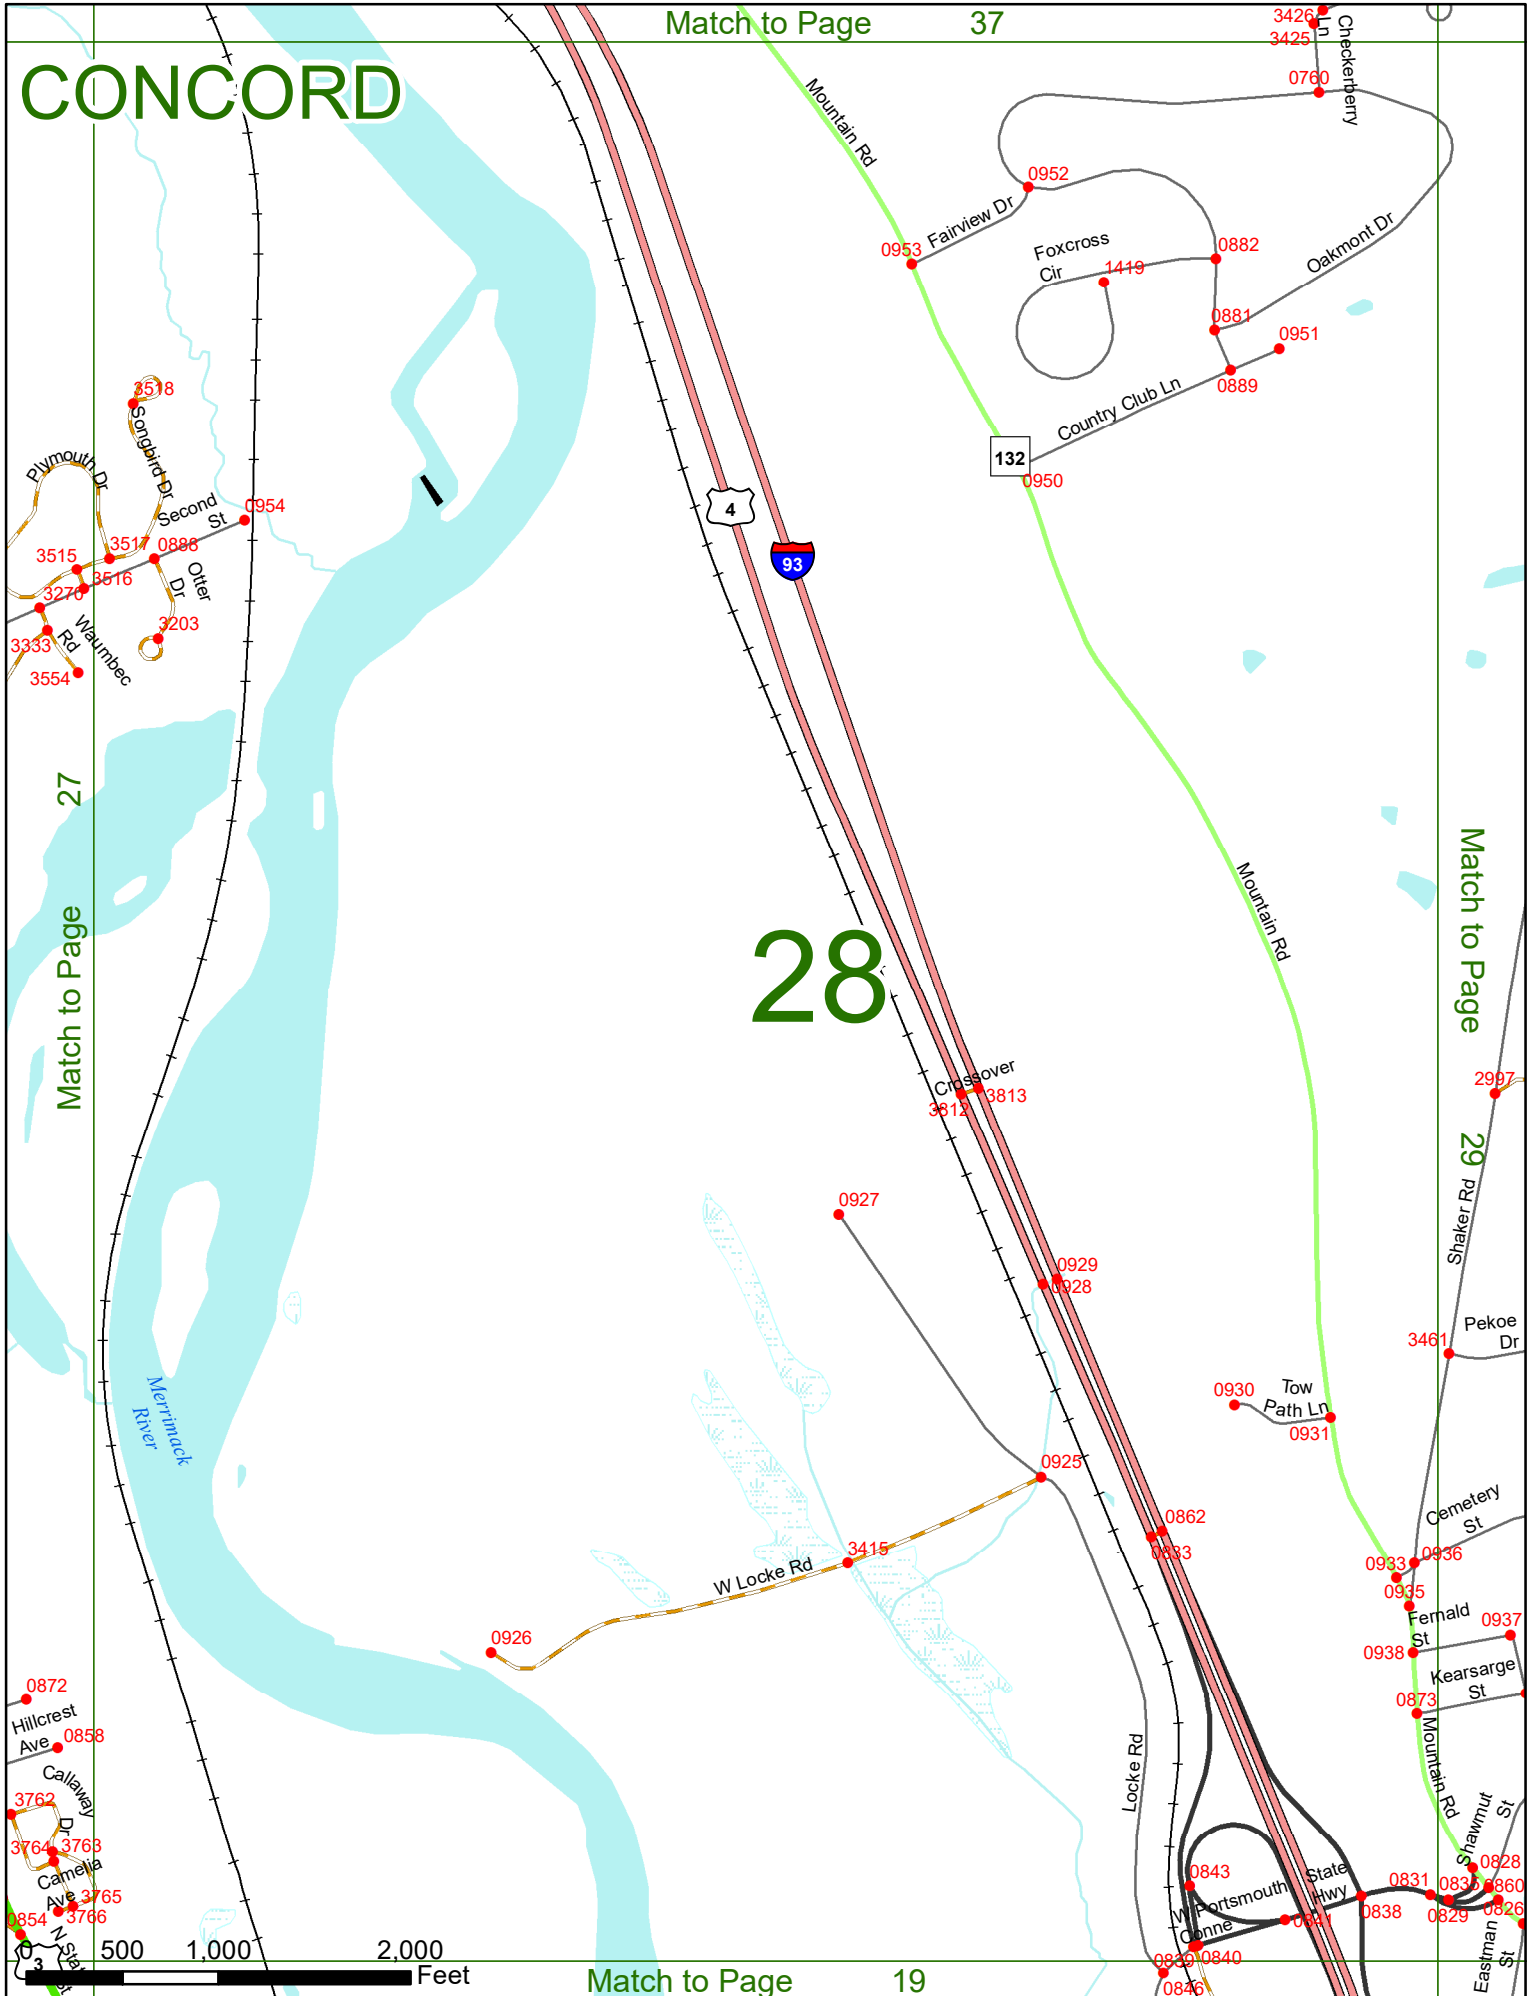 Match to Page 37
CONCORD
3426
3425
Checkerberry
Ln
0760
Mountain Rd
0952
Fairview Dr
0953
Foxcross
Cir
1419
0882
Oakmont Dr
0881
0951
0889
Country Club Ln
132
0950
3518
Songbird Dr
Plymouth Dr
Second
St
0954
4
93
3517
0888
3515
3516
Otter
Dr
3270
3203
Waumbec
Rd
3333
3554
Match to Page 27
Mountain Rd
Match to Page 29
28
Crossover
3812
3813
2997
Shaker Rd
0927
0929
0928
3461
Pekoe
Dr
Merrimack
River
0930
Tow
Path Ln
0931
0925
Cemetery
St
0862
0833
3415
W Locke Rd
0933
0936
0935
Fernald
St
0937
0926
0938
Kearsarge
St
0872
0873
Hillcrest
Ave
0858
Mountain Rd
Locke Rd
Callaway
Dr
3762
Shawmut
St
3764
3763
Camelia
Ave
0828
0843
State
Hwy
0831
0835
0860
3765
3766
W Portsmouth
Conne
0841
0838
0829
0826
0854
N State
St
0839
0840
Eastman
St
3
0 500 1,000 2,000
Feet
0846
Match to Page 19